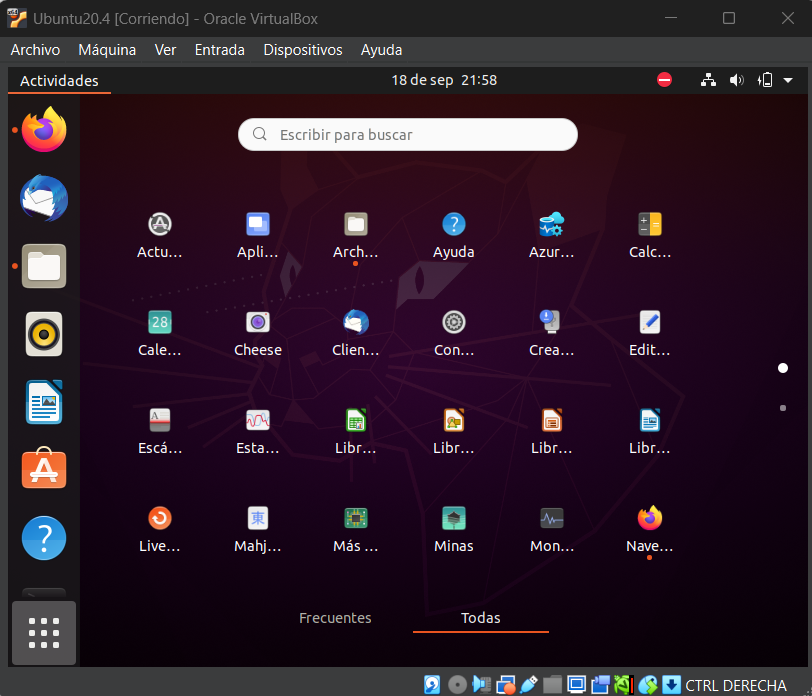 Ubuntu20.4 [Corriendo] - Oracle VirtualBox
Archivo Máquina Ver Entrada Dispositivos Ayuda
Actividades 18 de sep 21:58
Escribir para buscar
Actu... Apli... Arch... Ayuda Azur... Calc...
28
Cale... Cheese Clien... Con... Crea... Edit...
Escá... Esta... Libr... Libr... Libr... Libr...
東
Live... Mahj... Más ... Minas Mon... Nave...
Frecuentes Todas
CTRL DERECHA